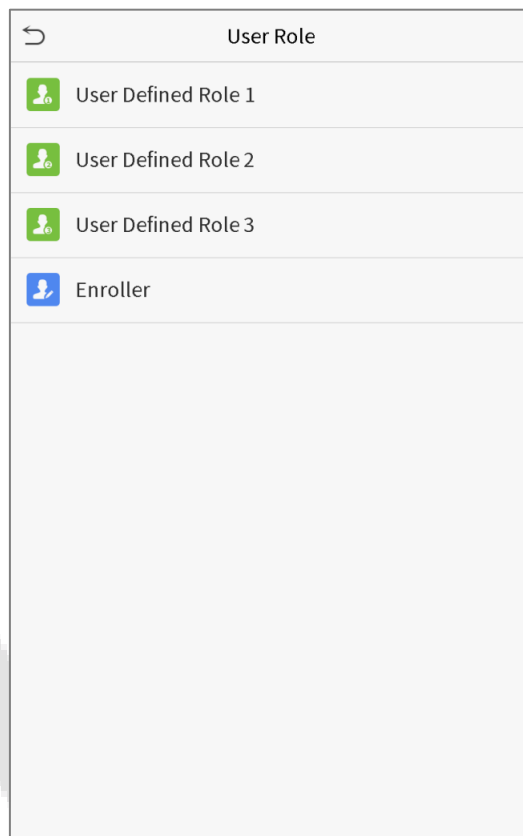 User Role
User Defined Role 1
User Defined Role 2
User Defined Role 3
Enroller